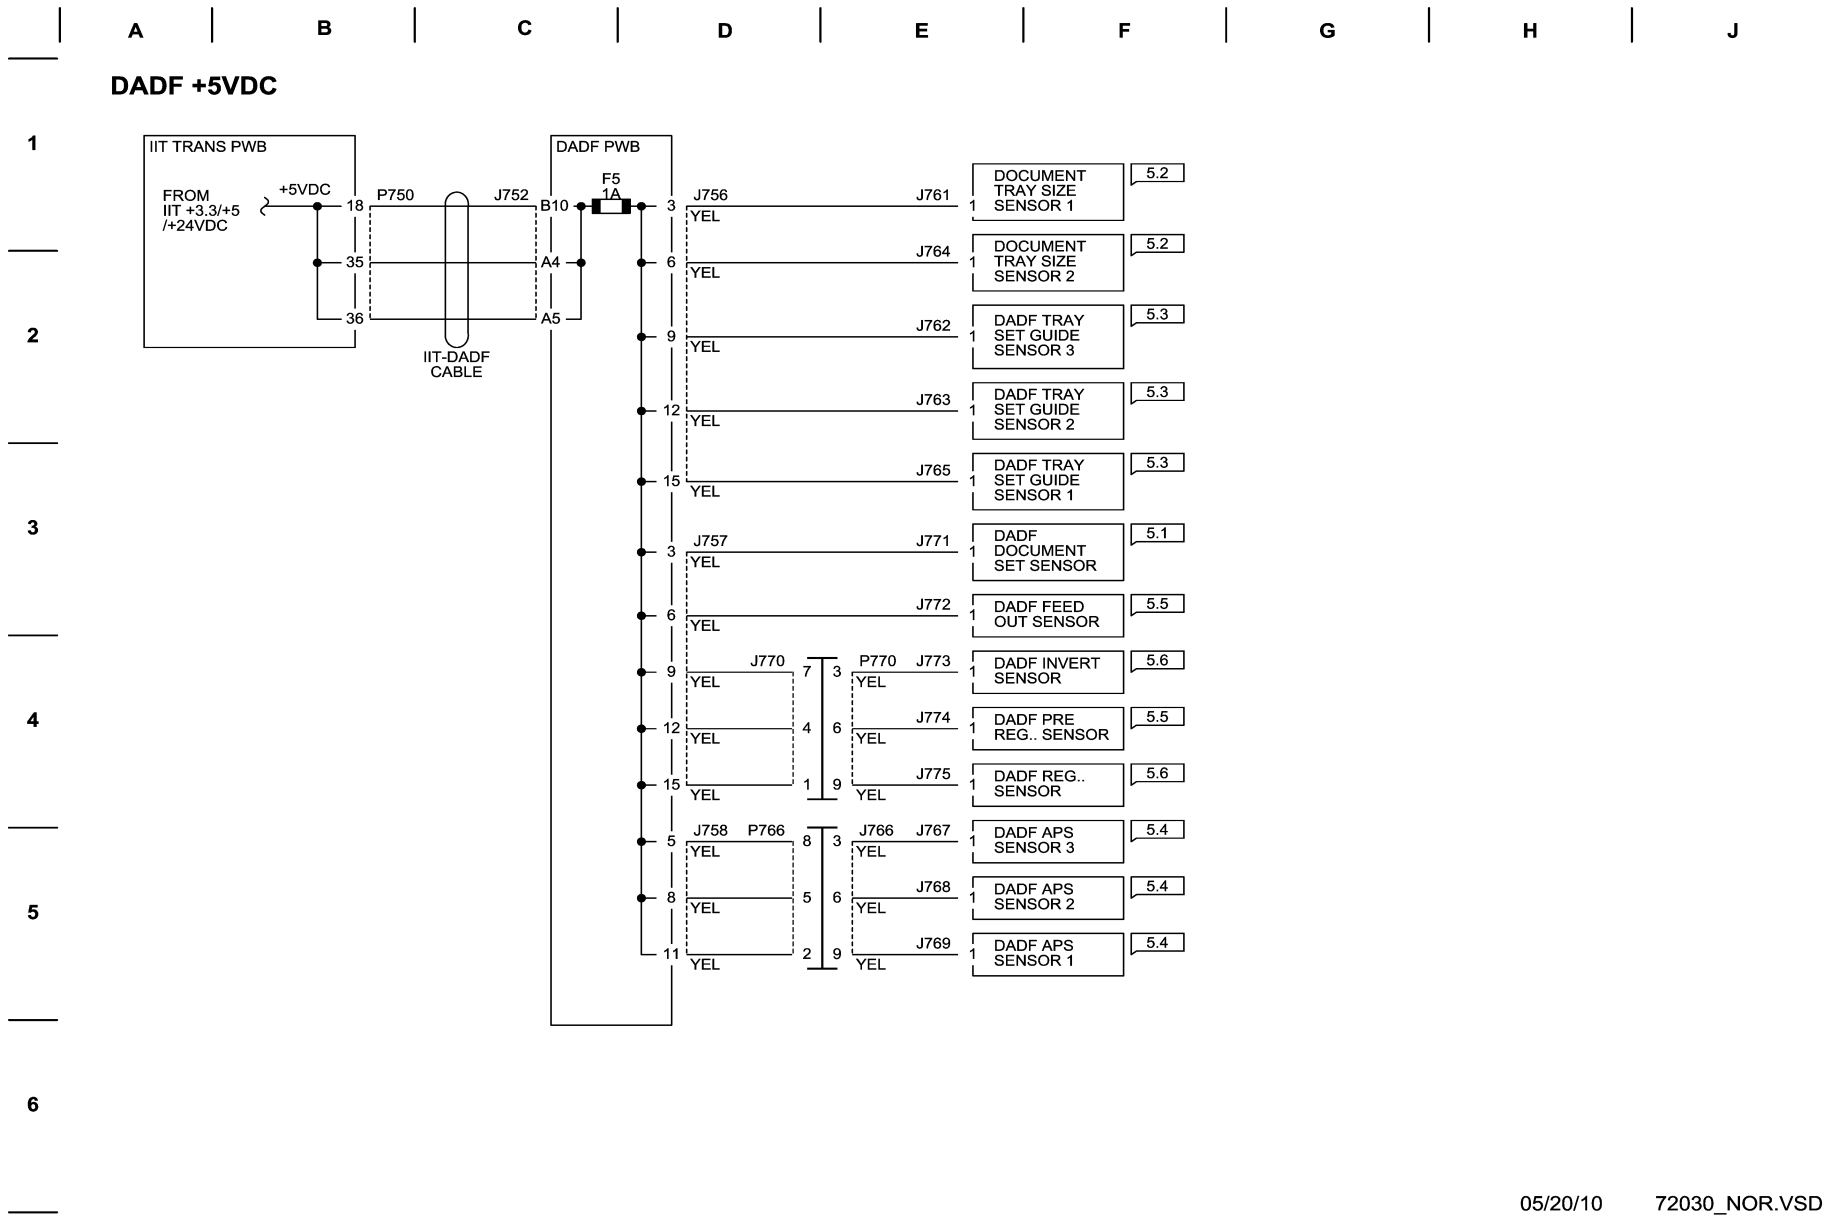 A B C D E F G H J
DADF +5VDC
1
2
3
4
5
6
IIT TRANS PWB
FROM
IIT +3.3/+5
/+24VDC
+5VDC
18 P750 J752 B10
35 A4
36 A5
IIT-DADF
CABLE
DADF PWB
F5
1A
3 J756 YEL J761 1
DOCUMENT
TRAY SIZE
SENSOR 1
5.2
6 YEL J764 1
DOCUMENT
TRAY SIZE
SENSOR 2
5.2
9 YEL J762 1
DADF TRAY
SET GUIDE
SENSOR 3
5.3
12 YEL J763 1
DADF TRAY
SET GUIDE
SENSOR 2
5.3
15 YEL J765 1
DADF TRAY
SET GUIDE
SENSOR 1
5.3
3 J757 YEL J771 1
DADF
DOCUMENT
SET SENSOR
5.1
6 YEL J772 1
DADF FEED
OUT SENSOR
5.5
9 YEL J770 7 3 P770 YEL J773 1
DADF INVERT
SENSOR
5.6
12 YEL 4 6 YEL J774 1
DADF PRE
REG.. SENSOR
5.5
15 YEL 1 9 YEL J775 1
DADF REG..
SENSOR
5.6
5 J758 YEL P766 8 3 J766 YEL J767 1
DADF APS
SENSOR 3
5.4
8 YEL 5 6 YEL J768 1
DADF APS
SENSOR 2
5.4
11 YEL 2 9 YEL J769 1
DADF APS
SENSOR 1
5.4
05/20/10 72030_NOR.VSD